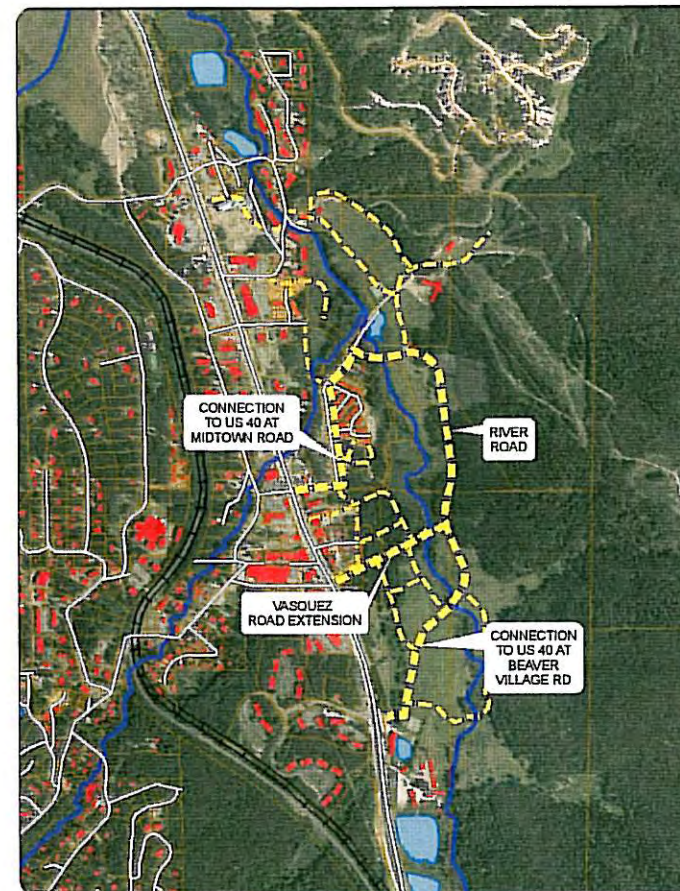 CONNECTION
TO US 40 AT
MIDTOWN ROAD
RIVER
ROAD
VASQUEZ
ROAD EXTENSION
CONNECTION
TO US 40 AT
BEAVER
VILLAGE RD